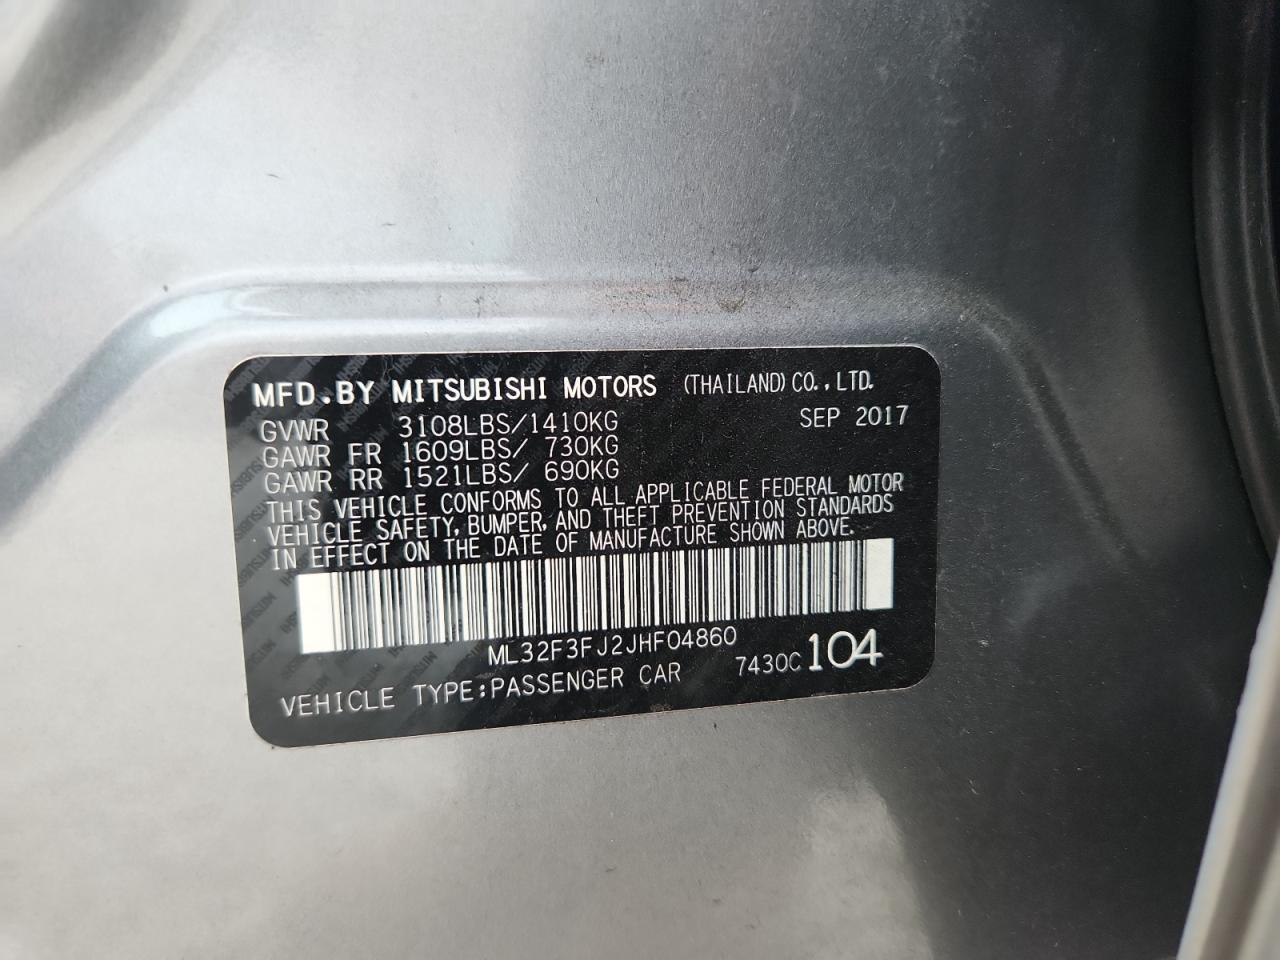 MFD.BY MITSUBISHI MOTORS (THAILAND) CO., LTD.
GVWR 3108LBS/1410KG SEP 2017
GAWR FR 1609LBS/ 730KG
GAWR RR 1521LBS/ 690KG
THIS VEHICLE CONFORMS TO ALL APPLICABLE FEDERAL MOTOR
VEHICLE SAFETY, BUMPER, AND THEFT PREVENTION STANDARDS
IN EFFECT ON THE DATE OF MANUFACTURE SHOWN ABOVE.
ML32F3FJ2JHF04860
7430C 104
VEHICLE TYPE:PASSENGER CAR